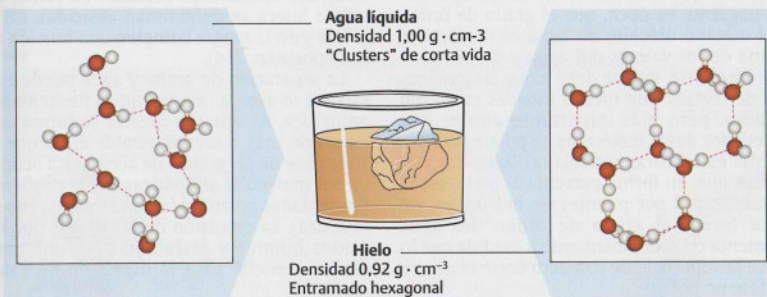 Agua líquida
Densidad 1,00 g · cm-3
“Clusters” de corta vida
Hielo
Densidad 0,92 g · cm⁻³
Entramado hexagonal